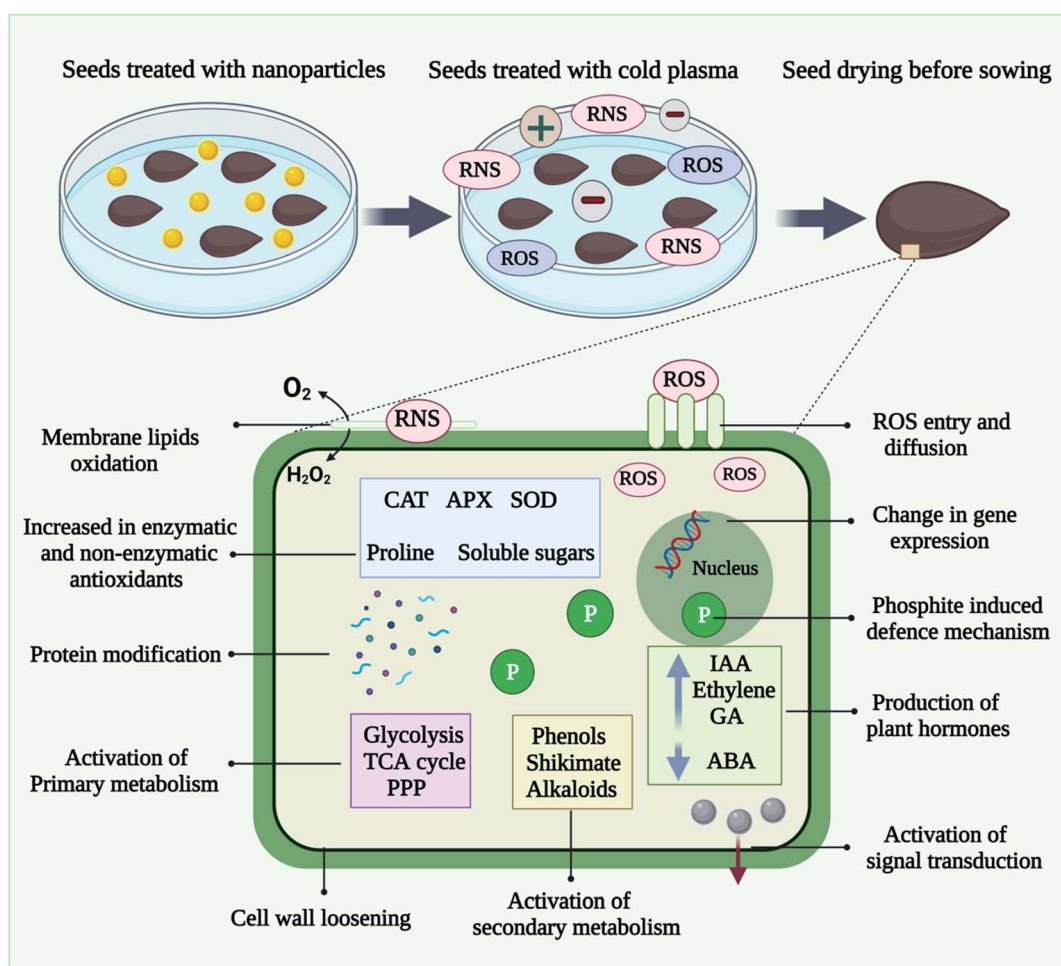 Seeds treated with nanoparticles
Seeds treated with cold plasma
Seed drying before sowing
RNS
RNS
ROS
ROS
RNS
O₂
RNS
H₂O₂
ROS
ROS
ROS
Membrane lipids
oxidation
ROS entry and
diffusion
CAT APX SOD
Proline Soluble sugars
Increased in enzymatic
and non-enzymatic
antioxidants
Nucleus
Change in gene
expression
P
P
P
Phosphite induced
defence mechanism
Protein modification
IAA
Ethylene
GA
ABA
Production of
plant hormones
Glycolysis
TCA cycle
PPP
Activation of
Primary metabolism
Phenols
Shikimate
Alkaloids
Activation of
signal transduction
Cell wall loosening
Activation of
secondary metabolism